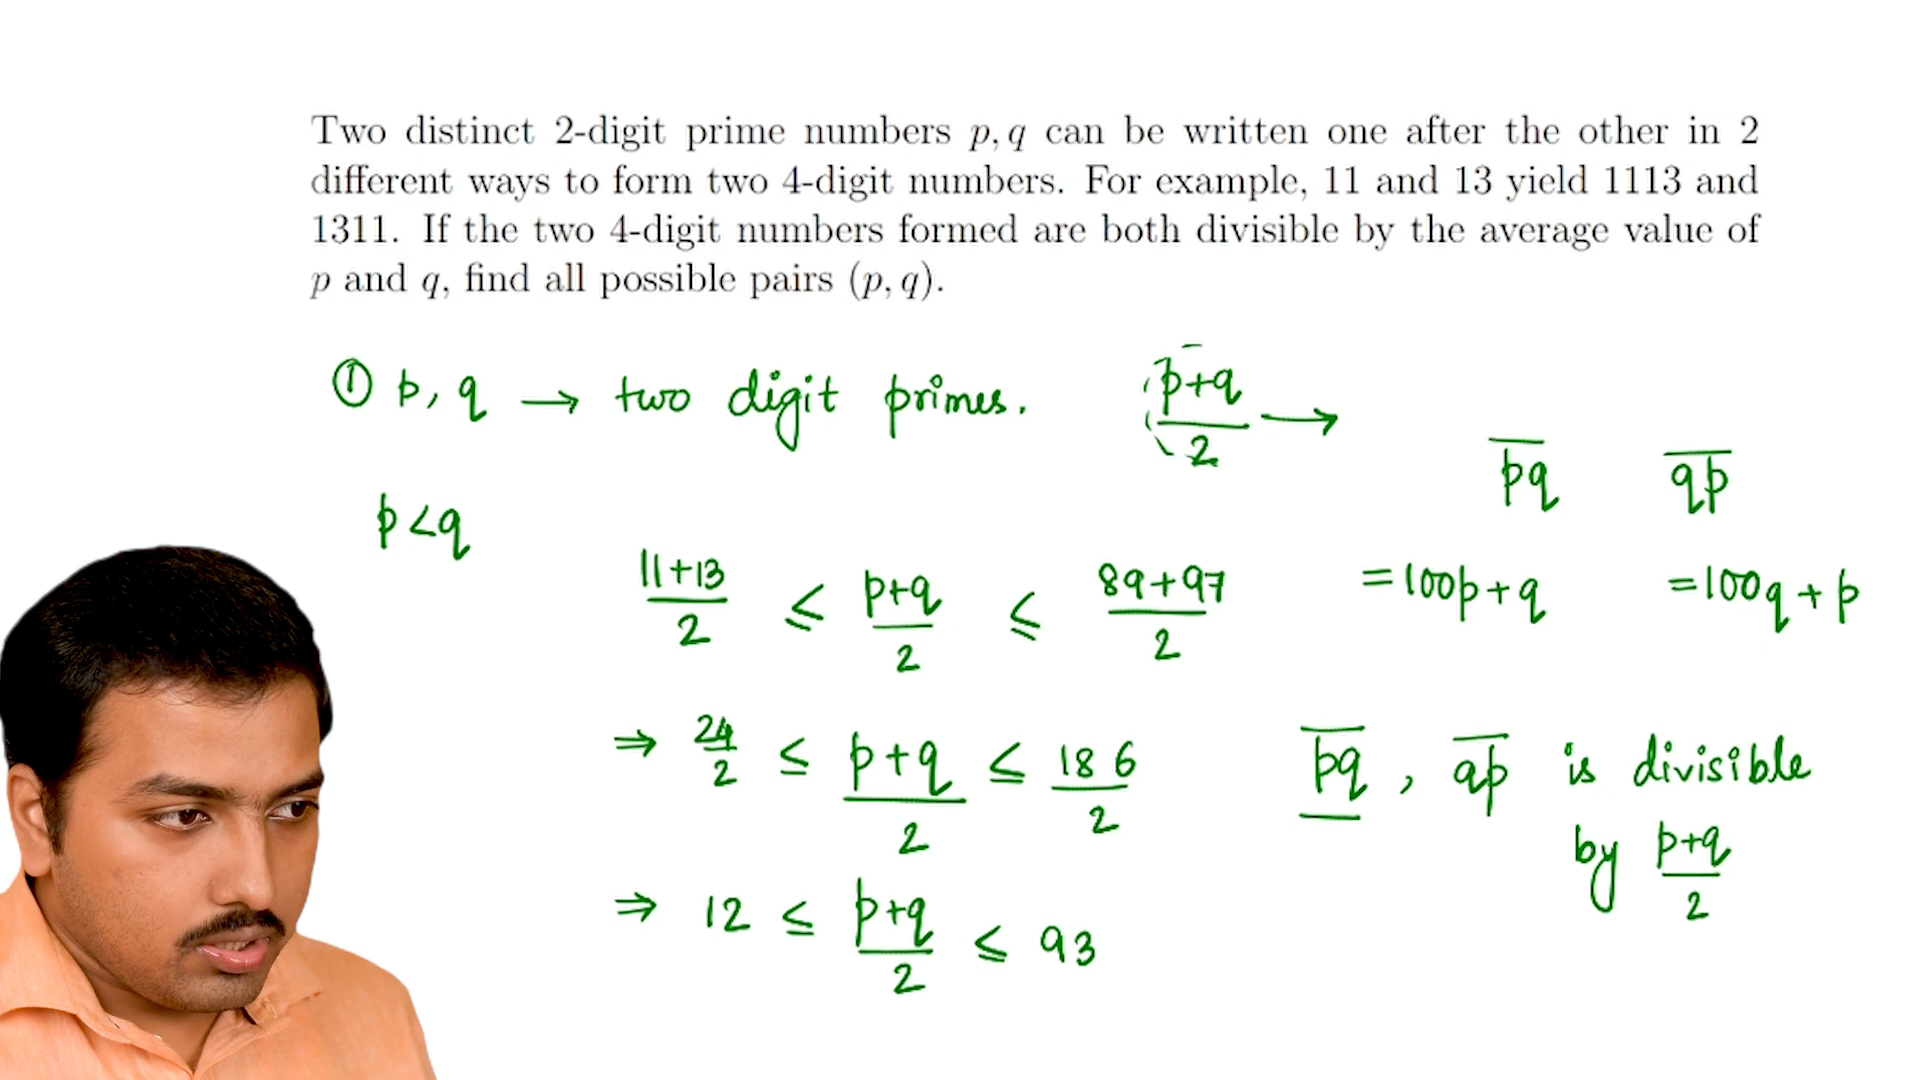 Two distinct 2-digit prime numbers p, q can be written one after the other in 2
different ways to form two 4-digit numbers. For example, 11 and 13 yield 1113 and
1311. If the two 4-digit numbers formed are both divisible by the average value of
p and q, find all possible pairs (p, q).
① p, q → two digit primes. (p+q)/2 →
p̅q̅ q̅p̅
p<q
(11+13)/2 ≤ (p+q)/2 ≤ (89+97)/2
=100p+q =100q+p
⇒ 24/2 ≤ (p+q)/2 ≤ 186/2
p̅q̅, q̅p̅ is divisible
by (p+q)/2
⇒ 12 ≤ (p+q)/2 ≤ 93